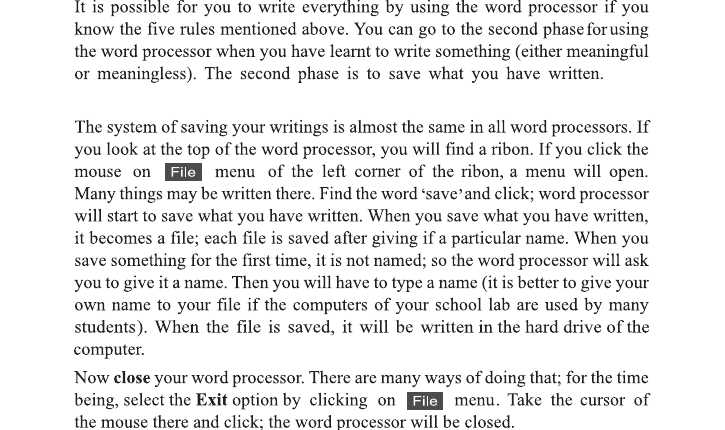 It is possible for you to write everything by using the word processor if you
know the five rules mentioned above. You can go to the second phase for using
the word processor when you have learnt to write something (either meaningful
or meaningless). The second phase is to save what you have written.
The system of saving your writings is almost the same in all word processors. If
you look at the top of the word processor, you will find a ribon. If you click the
mouse on File menu of the left corner of the ribon, a menu will open.
Many things may be written there. Find the word ‘save’ and click; word processor
will start to save what you have written. When you save what you have written,
it becomes a file; each file is saved after giving if a particular name. When you
save something for the first time, it is not named; so the word processor will ask
you to give it a name. Then you will have to type a name (it is better to give your
own name to your file if the computers of your school lab are used by many
students). When the file is saved, it will be written in the hard drive of the
computer.
Now close your word processor. There are many ways of doing that; for the time
being, select the Exit option by clicking on File menu. Take the cursor of
the mouse there and click; the word processor will be closed.